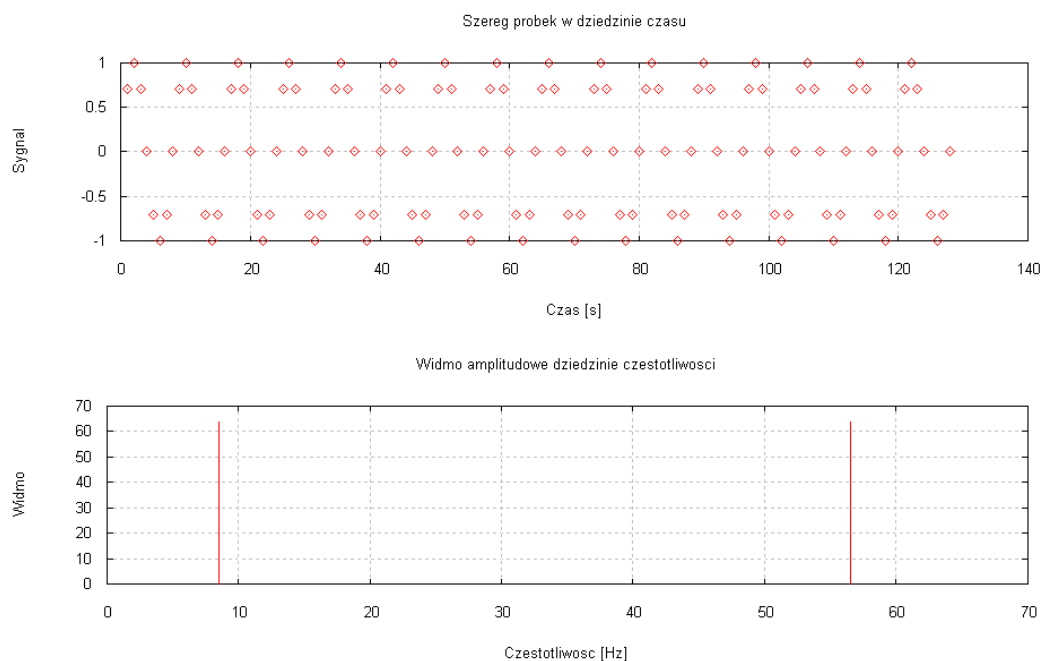 Szereg probek w dziedzinie czasu
1
0.5
0
-0.5
-1
Sygnal
0 20 40 60 80 100 120 140
Czas [s]
Widmo amplitudowe dziedzinie czestotliwosci
70
60
50
40
30
20
10
0
Widmo
0 10 20 30 40 50 60 70
Czestotliwosc [Hz]